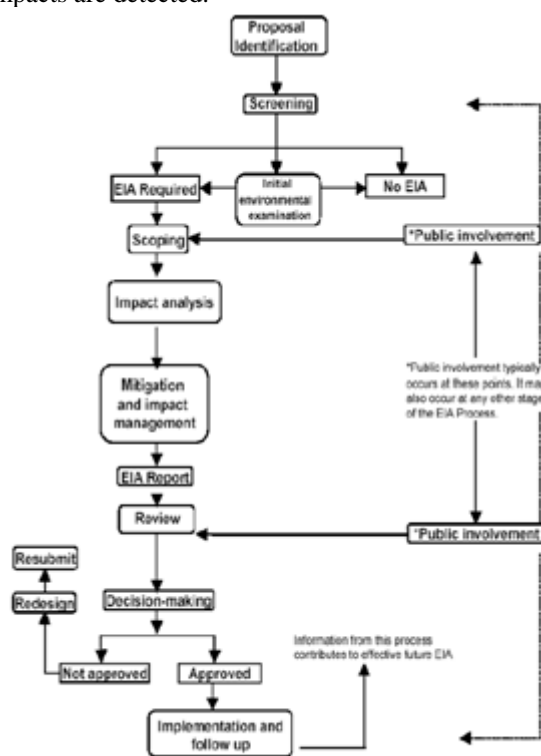 mpacts are detected.
Proposal
Identification
Screening
EIA Required
Initial
environmental
examination
No EIA
Scoping
*Public involvement
Impact analysis
*Public involvement typically
occurs at these points. It ma
also occur at any other stage
of the EIA Process.
Mitigation
and impact
management
EIA Report
Review
*Public involvement
Resubmit
Redesign
Decision-making
Information from this process
contributes to effective future EIA
Not approved
Approved
Implementation and
follow up